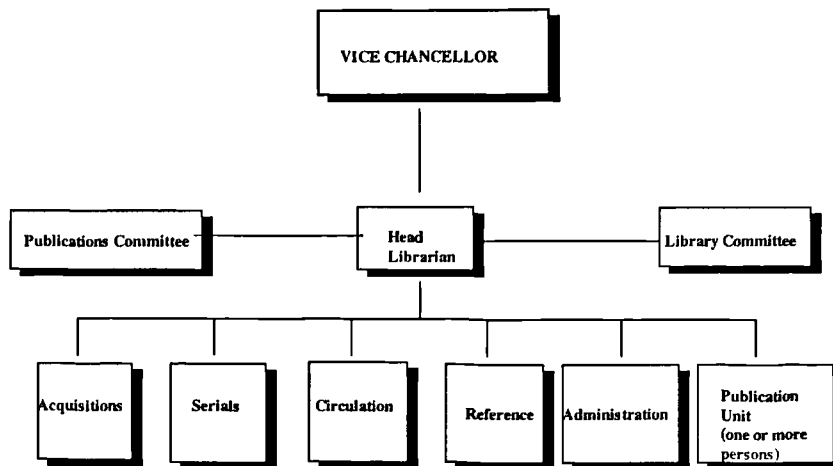 VICE CHANCELLOR
Publications Committee
Head
Librarian
Library Committee
Acquisitions
Serials
Circulation
Reference
Administration
Publication
Unit
(one or more
persons)